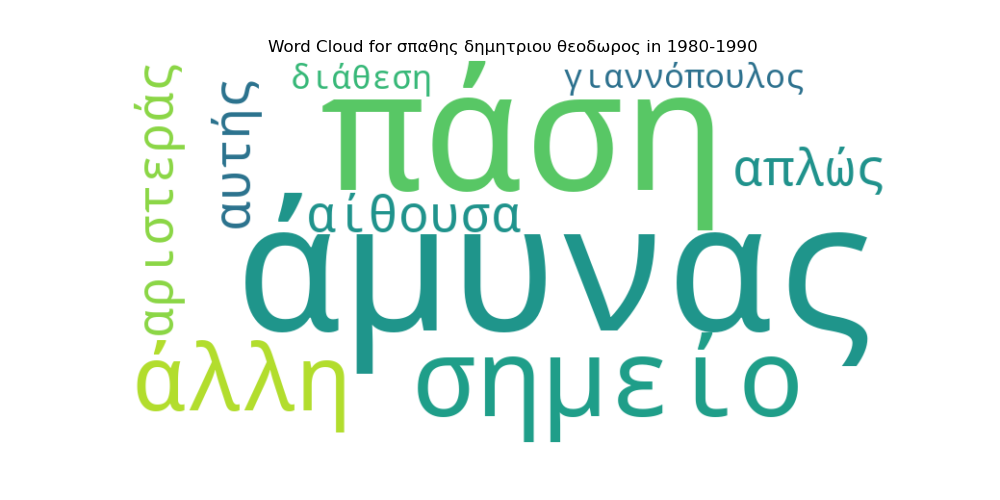 Word Cloud for σπαθης δημητριου θεοδωρος in 1980-1990
διάθεση
γιαννόπουλος
πάση
αριστεράς
αυτής
απλώς
αίθουσα
άμυνας
άλλη
σημείο